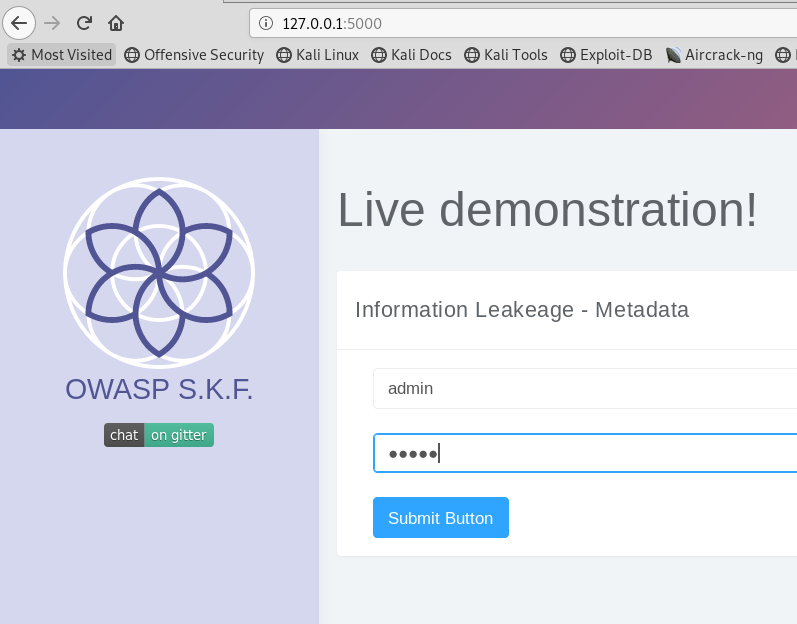 127.0.0.1:5000
Most Visited Offensive Security Kali Linux Kali Docs Kali Tools Exploit-DB Aircrack-ng
Live demonstration!
Information Leakeage - Metadata
admin
●●●●●
Submit Button
OWASP S.K.F.
chat on gitter